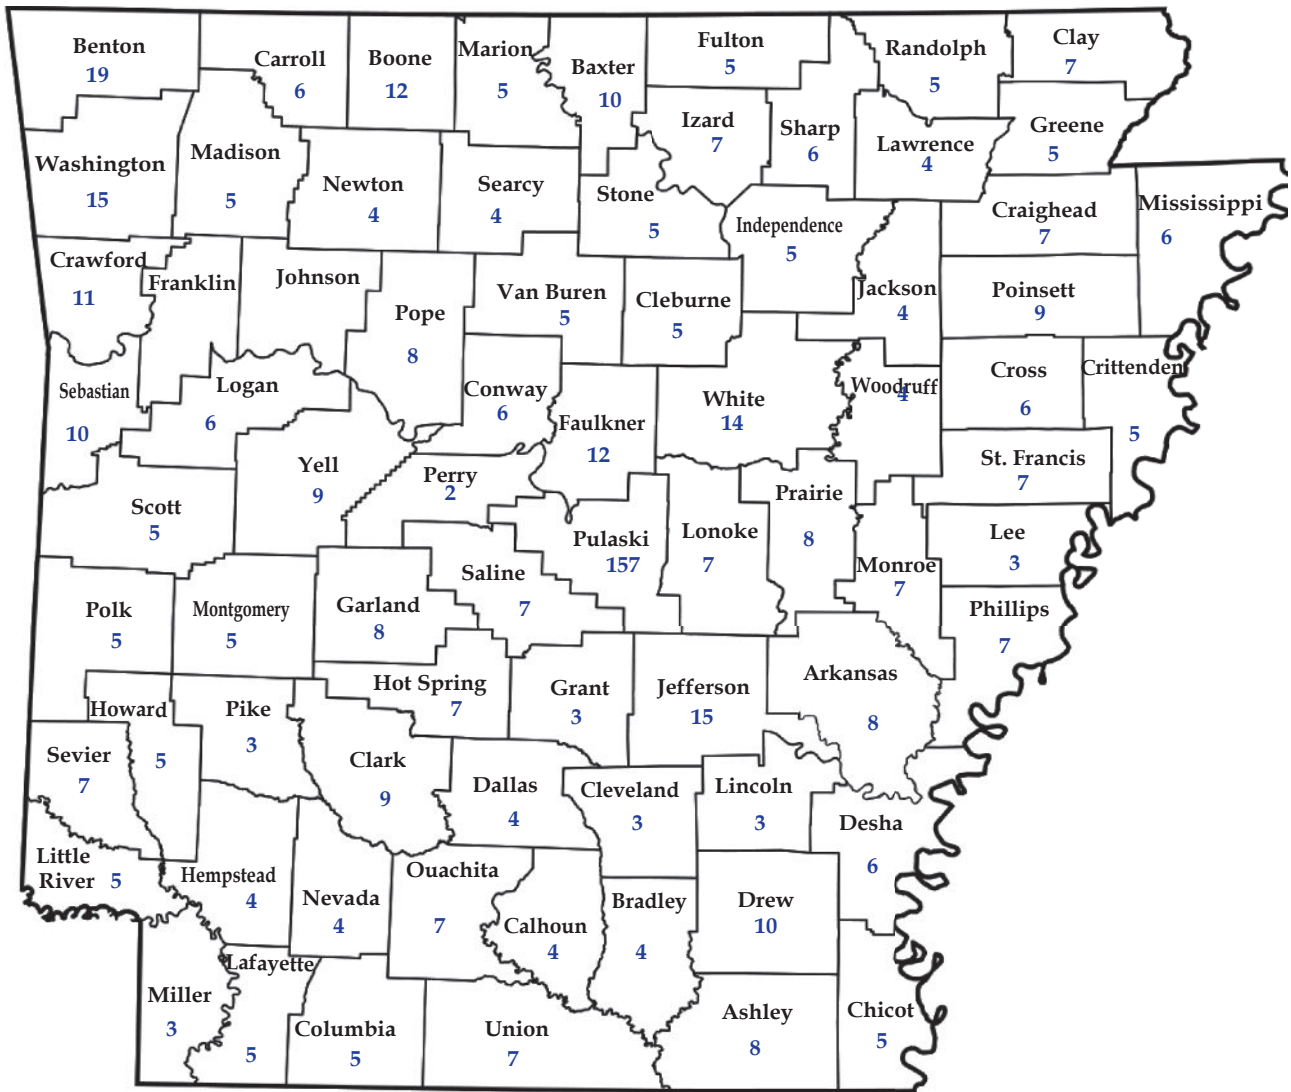 Benton
19
Carroll
6
Boone
12
Marion
5
Baxter
10
Fulton
5
Randolph
5
Clay
7
Washington
15
Madison
5
Newton
4
Searcy
4
Stone
5
Izard
7
Sharp
6
Lawrence
4
Greene
5
Independence
5
Craighead
7
Mississippi
6
Crawford
11
Franklin
Johnson
Pope
8
Van Buren
5
Cleburne
5
Jackson
4
Poinsett
9
Sebastian
10
Logan
6
Conway
6
Faulkner
12
White
14
Woodruff
4
Cross
6
Crittenden
5
Scott
5
Yell
9
Perry
2
Pulaski
157
Lonoke
7
Prairie
8
St. Francis
7
Lee
3
Monroe
7
Phillips
7
Polk
5
Montgomery
5
Garland
8
Saline
7
Hot Spring
7
Grant
3
Jefferson
15
Arkansas
8
Howard
5
Pike
3
Sevier
7
Clark
9
Dallas
4
Cleveland
3
Lincoln
3
Desha
6
Little
River 5
Hempstead
4
Nevada
4
Ouachita
7
Calhoun
4
Bradley
4
Drew
10
Miller
3
Lafayette
5
Columbia
5
Union
7
Ashley
8
Chicot
5